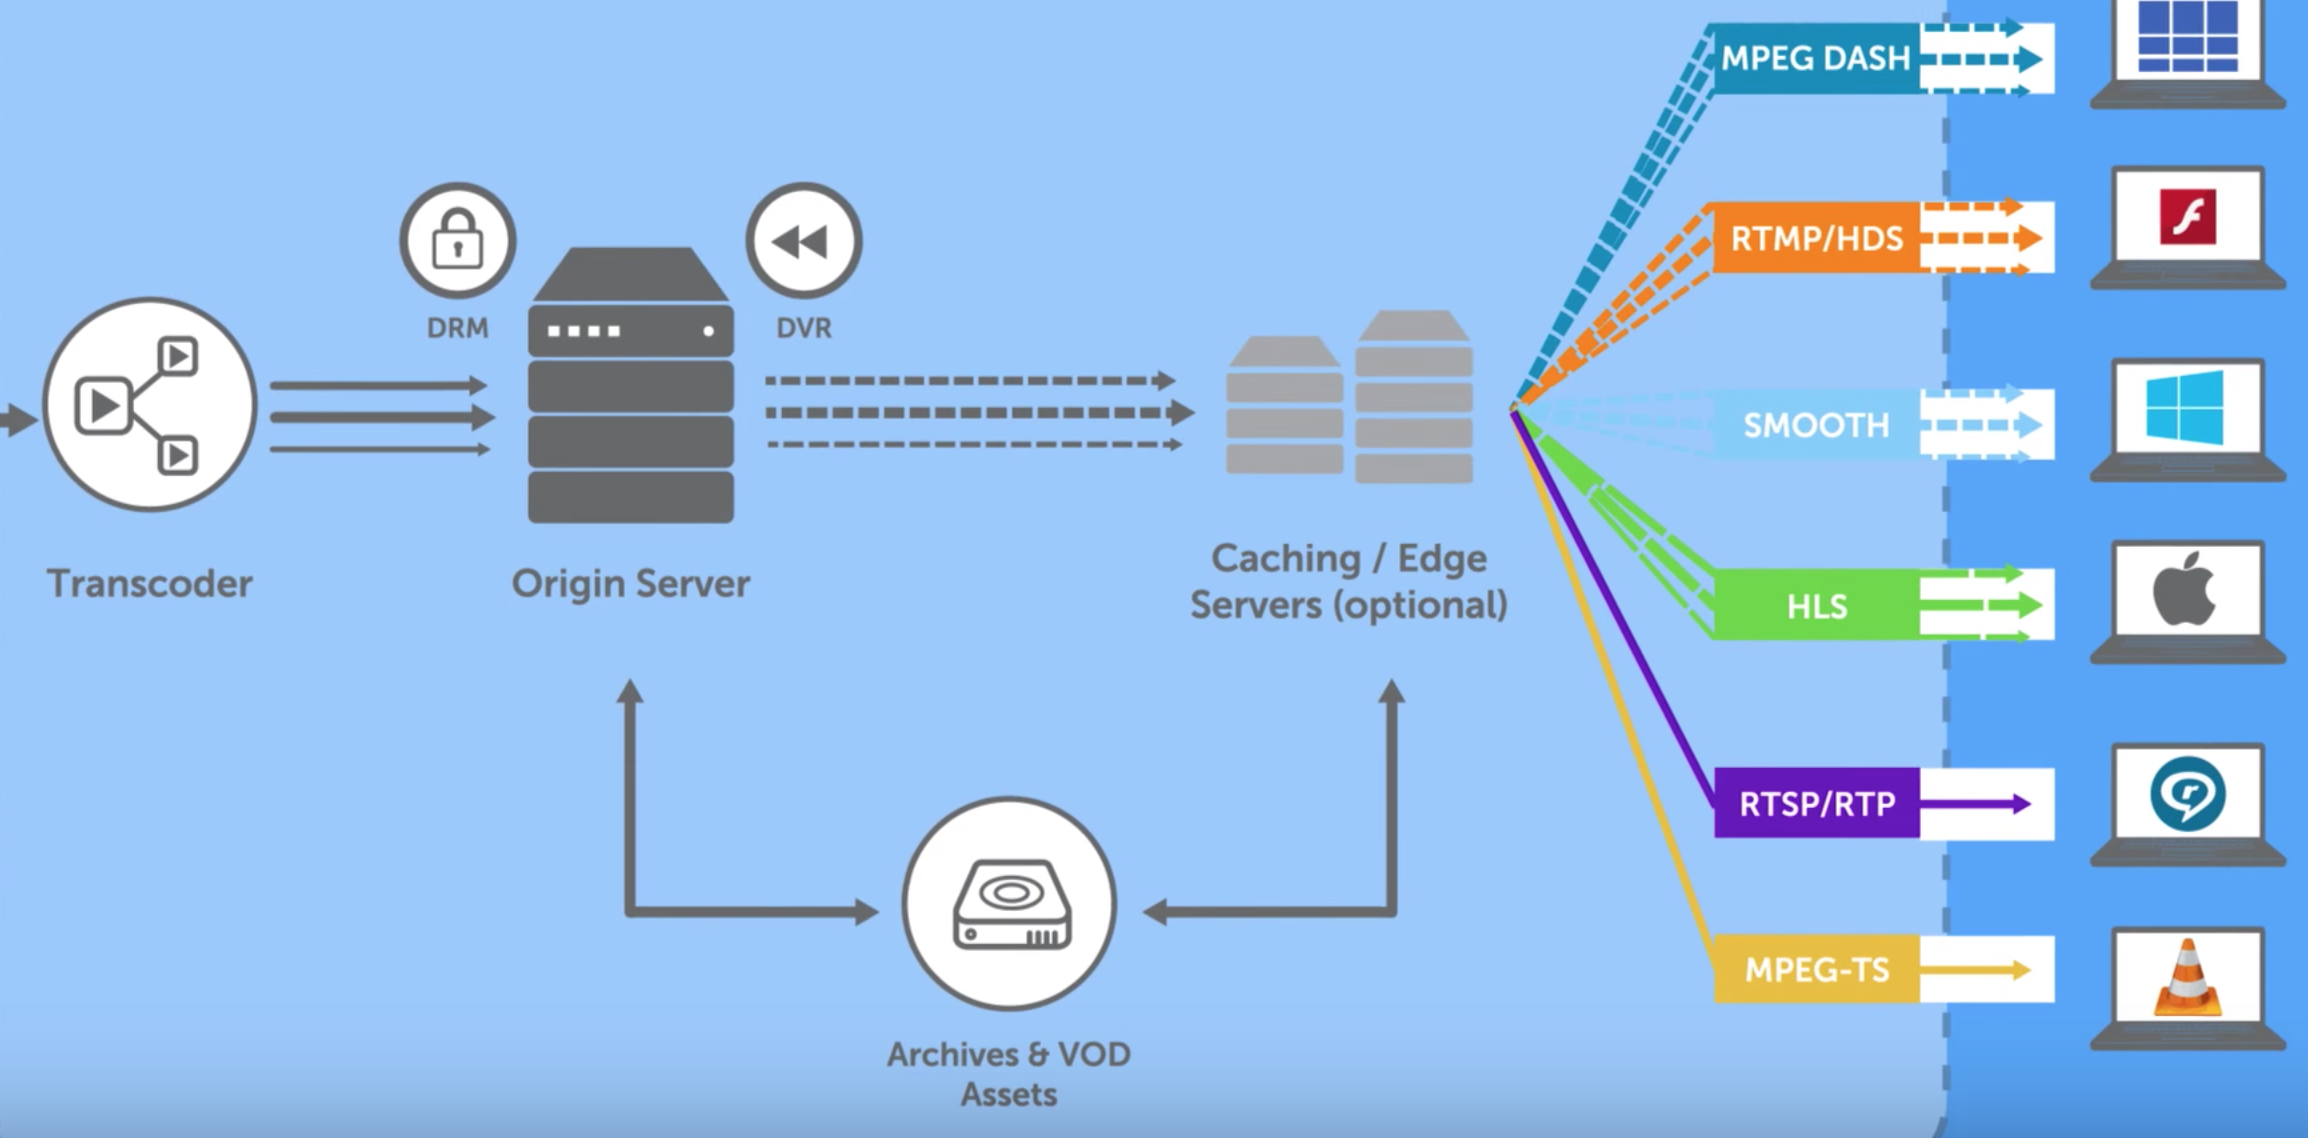 MPEG DASH
RTMP/HDS
DRM
DVR
SMOOTH
Transcoder
Origin Server
Caching / Edge
Servers (optional)
HLS
RTSP/RTP
MPEG-TS
Archives & VOD
Assets